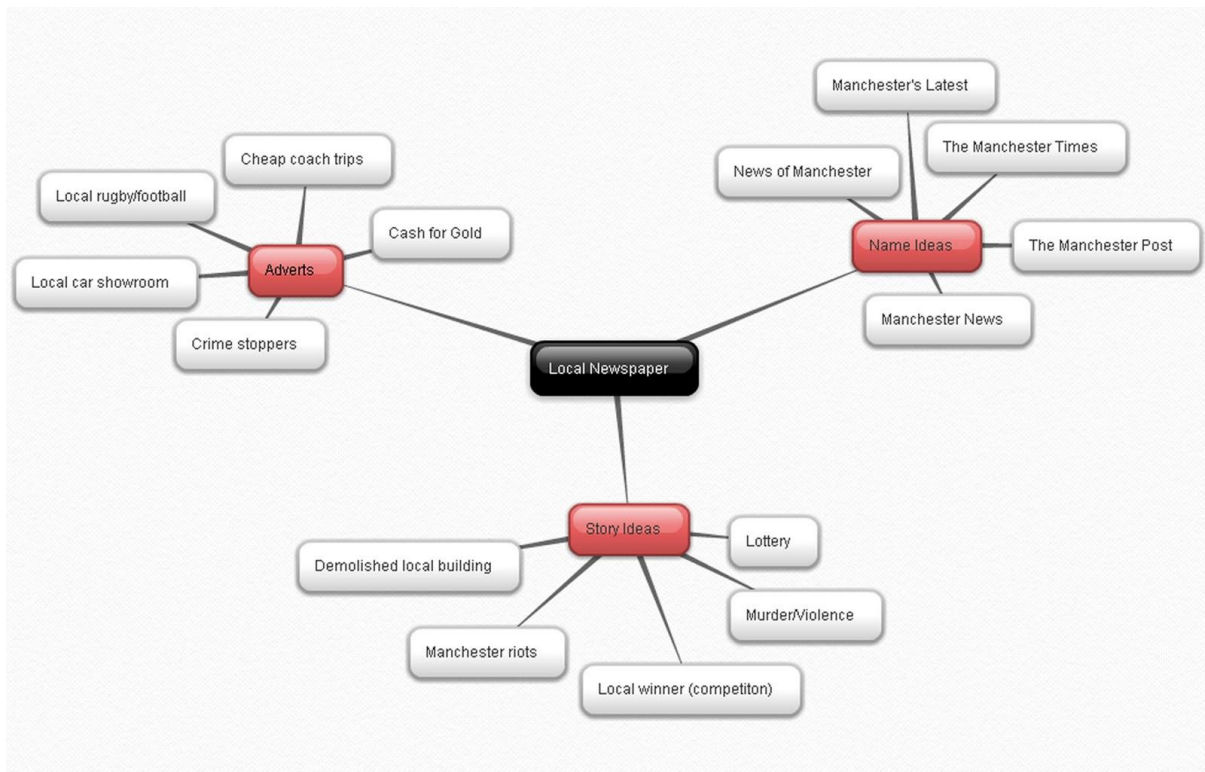 Manchester's Latest
The Manchester Times
News of Manchester
Name Ideas
The Manchester Post
Manchester News
Cheap coach trips
Local rugby/football
Cash for Gold
Adverts
Local car showroom
Crime stoppers
Local Newspaper
Story Ideas
Lottery
Demolished local building
Murder/Violence
Manchester riots
Local winner (competiton)